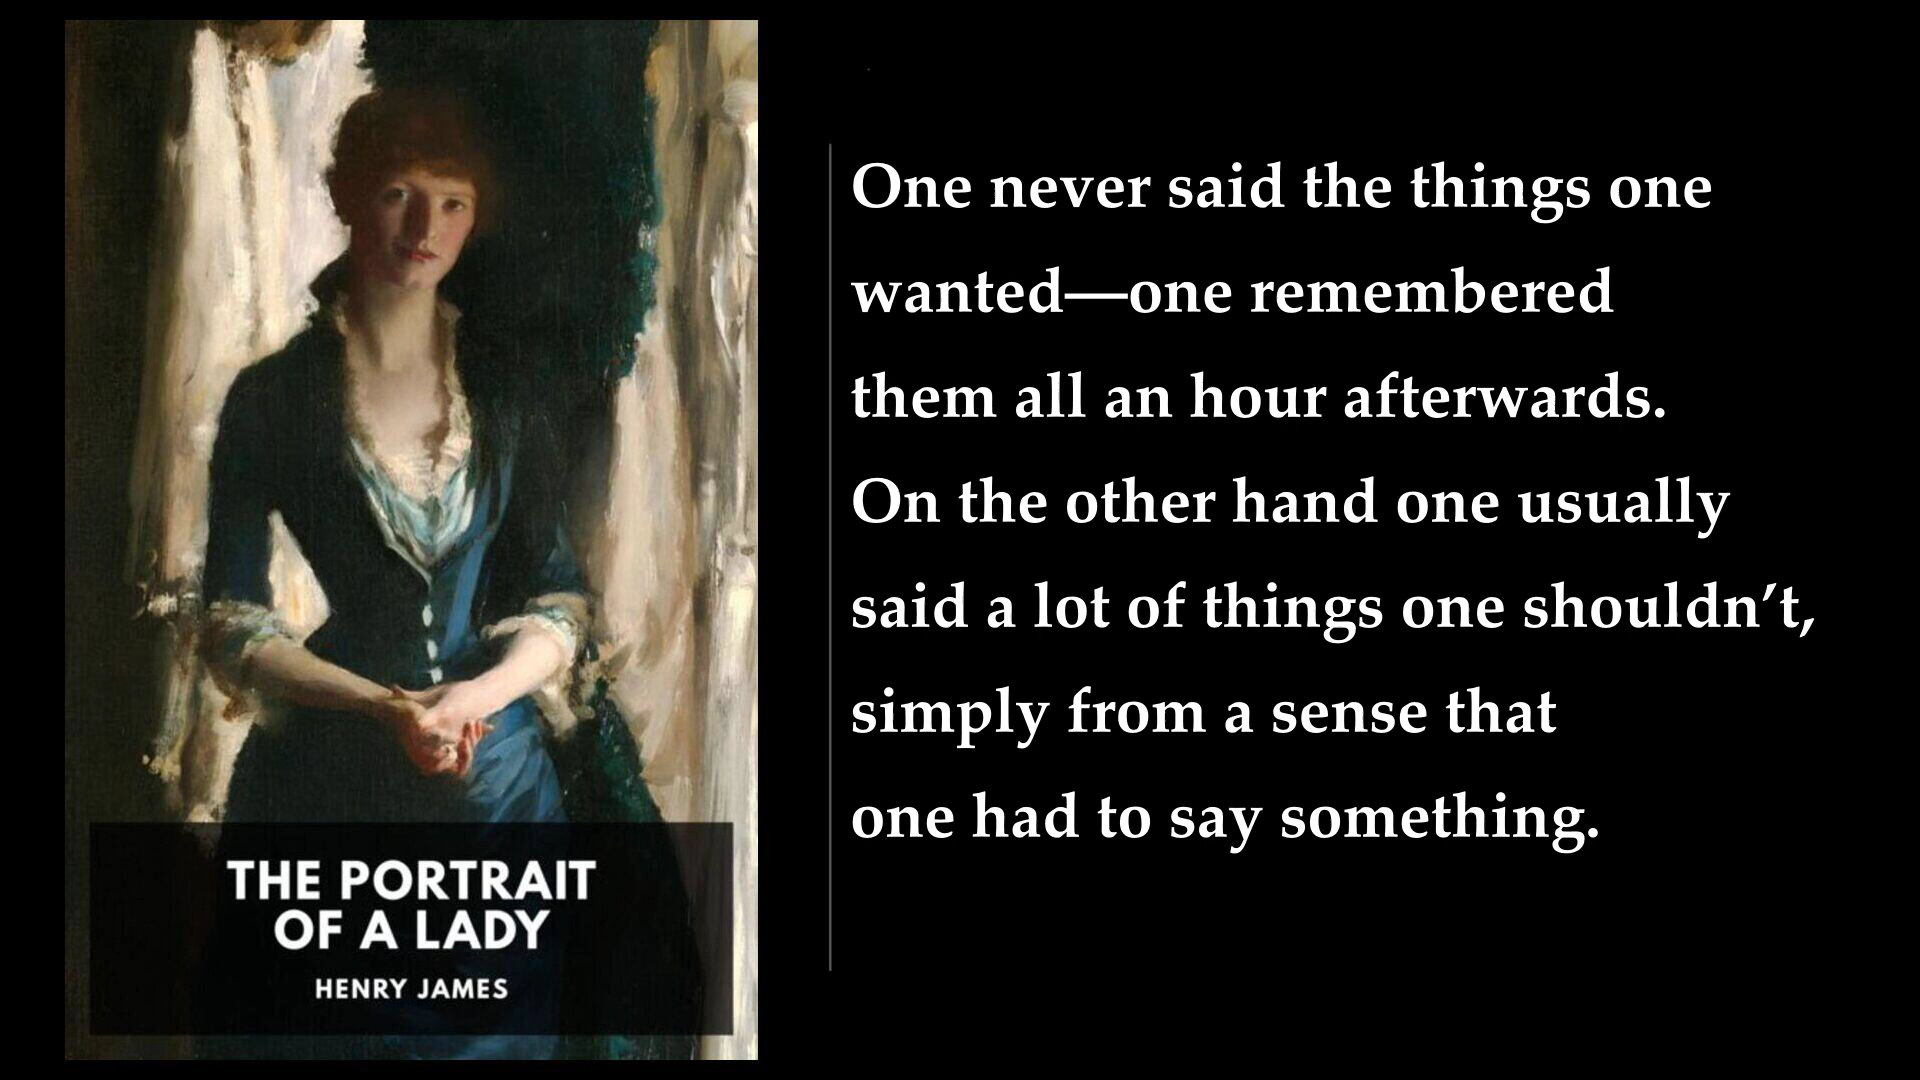 One never said the things one
wanted—one remembered
them all an hour afterwards.
On the other hand one usually
said a lot of things one shouldn’t,
simply from a sense that
one had to say something.
THE PORTRAIT
OF A LADY
HENRY JAMES